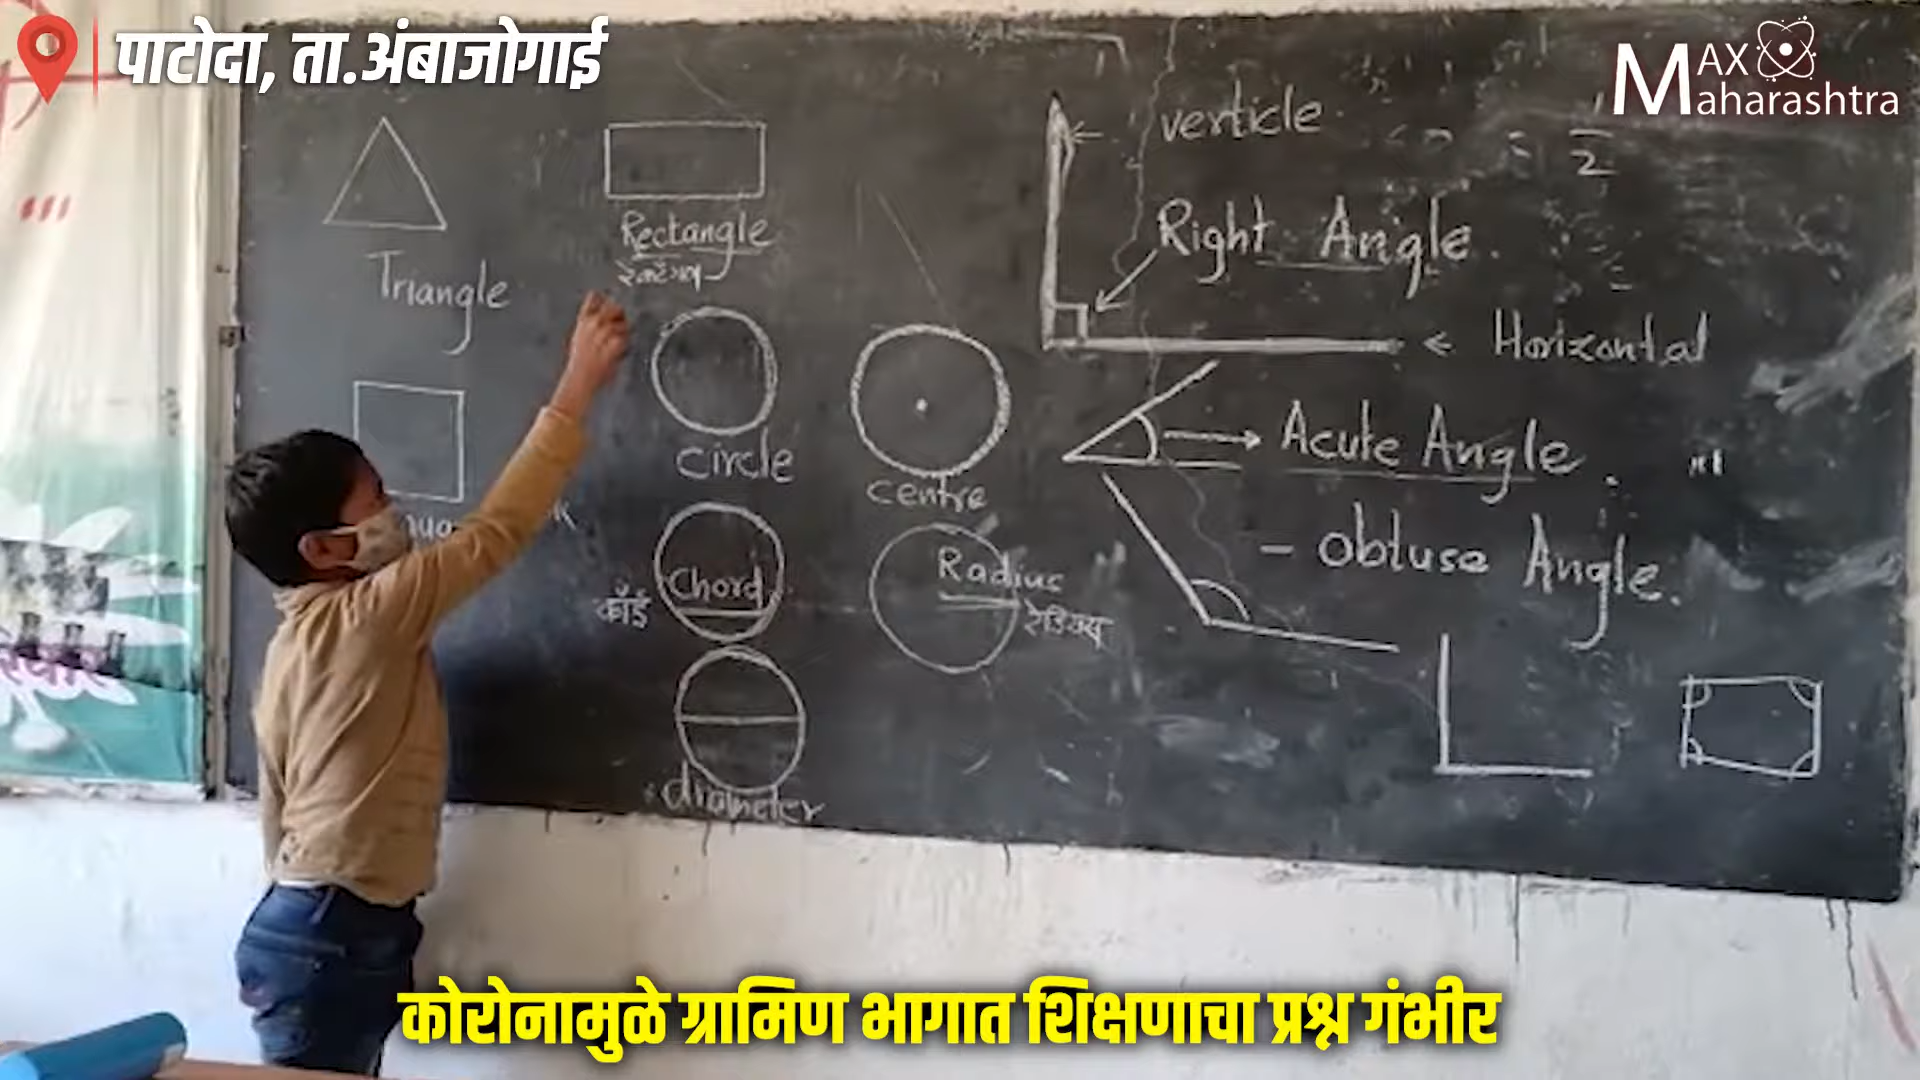 पाटोदा, ता.अंबाजोगाई
MAX Maharashtra
Triangle
Rectangle
circle
centre
Chord
कॉर्ड
Radius
रेडियस
diameter
verticle
Right Angle.
Horizontal
Acute Angle.
- obtuse Angle.
2
कोरोनामुळे ग्रामिण भागात शिक्षणाचा प्रश्न गंभीर